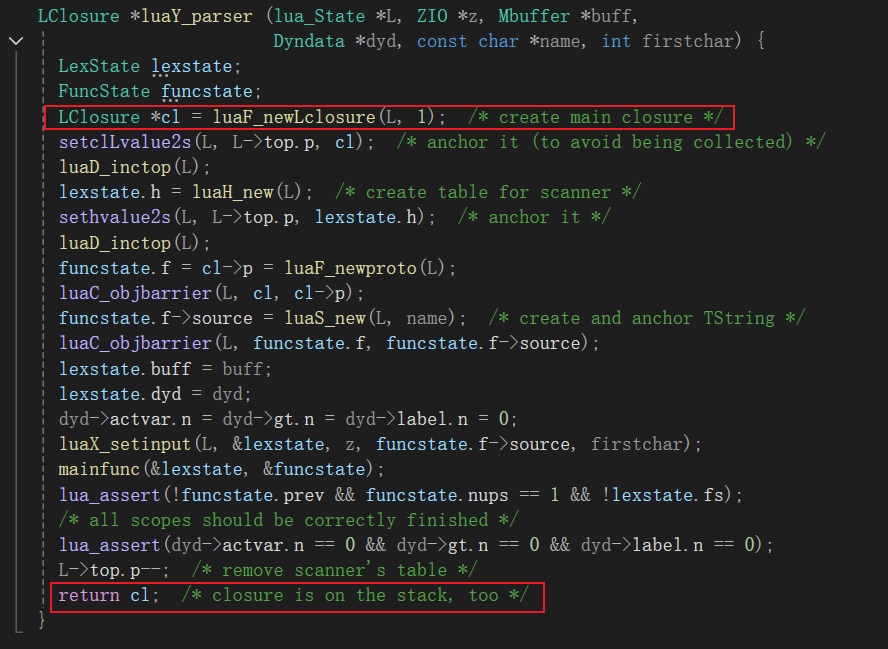 LClosure *luaY_parser (lua_State *L, ZIO *z, Mbuffer *buff,
Dyndata *dyd, const char *name, int firstchar) {
LexState lexstate;
FuncState funcstate;
LClosure *cl = luaF_newLclosure(L, 1);  /* create main closure */
setclLvalue2s(L, L->top.p, cl);  /* anchor it (to avoid being collected) */
luaD_inctop(L);
lexstate.h = luaH_new(L);  /* create table for scanner */
sethvalue2s(L, L->top.p, lexstate.h);  /* anchor it */
luaD_inctop(L);
funcstate.f = cl->p = luaF_newproto(L);
luaC_objbarrier(L, cl, cl->p);
funcstate.f->source = luaS_new(L, name);  /* create and anchor TString */
luaC_objbarrier(L, funcstate.f, funcstate.f->source);
lexstate.buff = buff;
lexstate.dyd = dyd;
dyd->actvar.n = dyd->gt.n = dyd->label.n = 0;
luaX_setinput(L, &lexstate, z, funcstate.f->source, firstchar);
mainfunc(&lexstate, &funcstate);
lua_assert(!funcstate.prev && funcstate.nups == 1 && !lexstate.fs);
/* all scopes should be correctly finished */
lua_assert(dyd->actvar.n == 0 && dyd->gt.n == 0 && dyd->label.n == 0);
L->top.p--;  /* remove scanner's table */
return cl;  /* closure is on the stack, too */
}